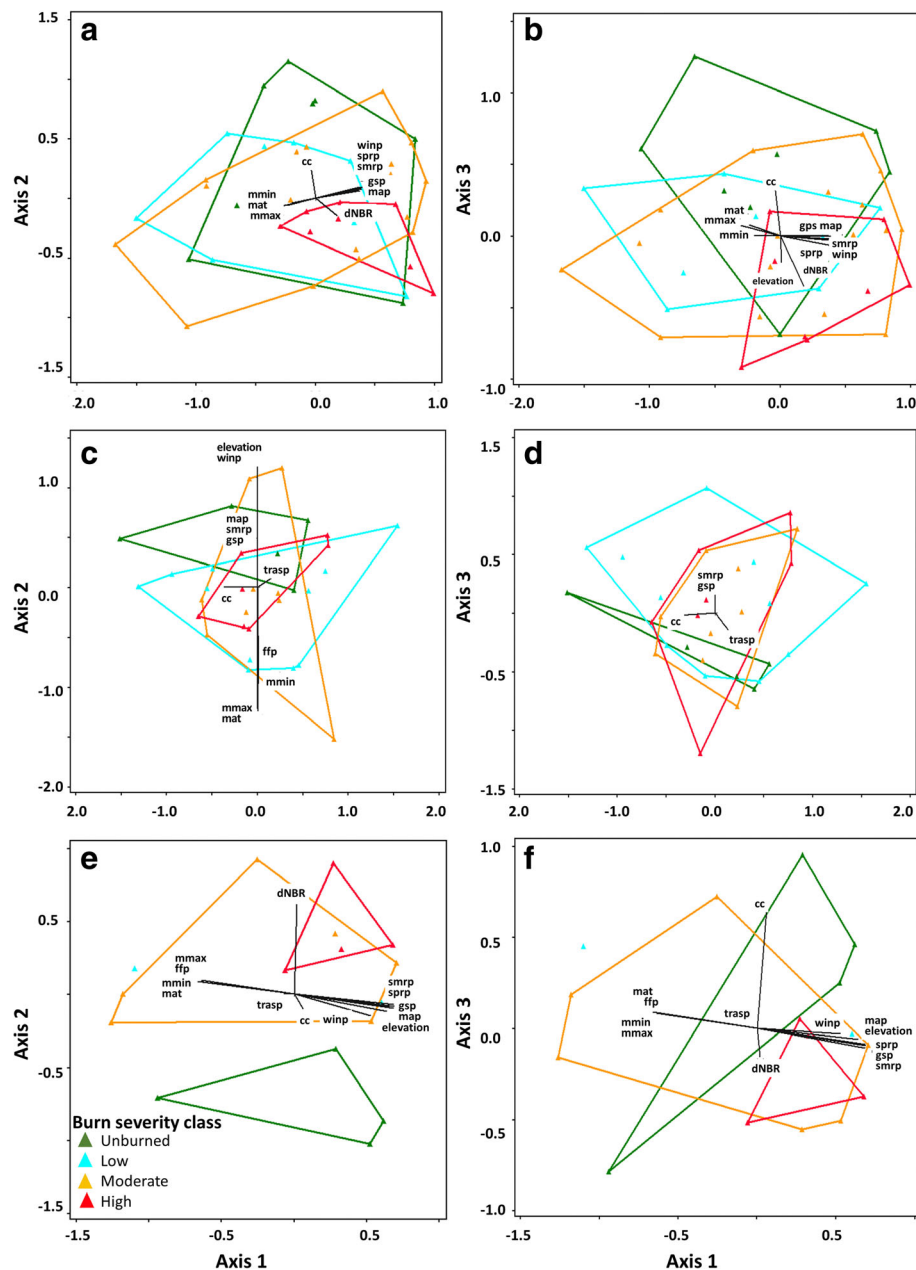 a
1.5
0.5
-0.5
-1.5
Axis 2
cc
winp
sprp
smrp
gsp
map
mmin
mat
mmax
dNBR
-2.0
-1.0
0.0
1.0
b
1.0
0.0
-1.0
Axis 3
cc
mat
mmax
mmin
gps map
smrp
winp
sprp
elevation
dNBR
-2.0
-1.0
0.0
1.0
c
1.0
0.0
-1.0
-2.0
Axis 2
elevation
winp
map
smrp
gsp
trasp
cc
ffp
mmin
mmax
mat
2.0
-1.0
0.0
1.0
2.0
d
1.5
0.5
-0.5
-1.5
Axis 3
smrp
gsp
cc
trasp
2.0
-1.0
0.0
1.0
2.0
e
0.5
-0.5
-1.5
Axis 2
dNBR
mmax
ffp
mmin
mat
trasp
cc
winp
smrp
sprp
gsp
map
elevation
Burn severity class
Unburned
Low
Moderate
High
-1.5
-0.5
0.5
Axis 1
f
1.0
0.5
0.0
-0.5
-1.0
Axis 3
cc
mat
ffp
mmin
mmax
trasp
winp
map
elevation
sprp
gsp
smrp
dNBR
-1.5
-1.0
-0.5
0.0
0.5
Axis 1